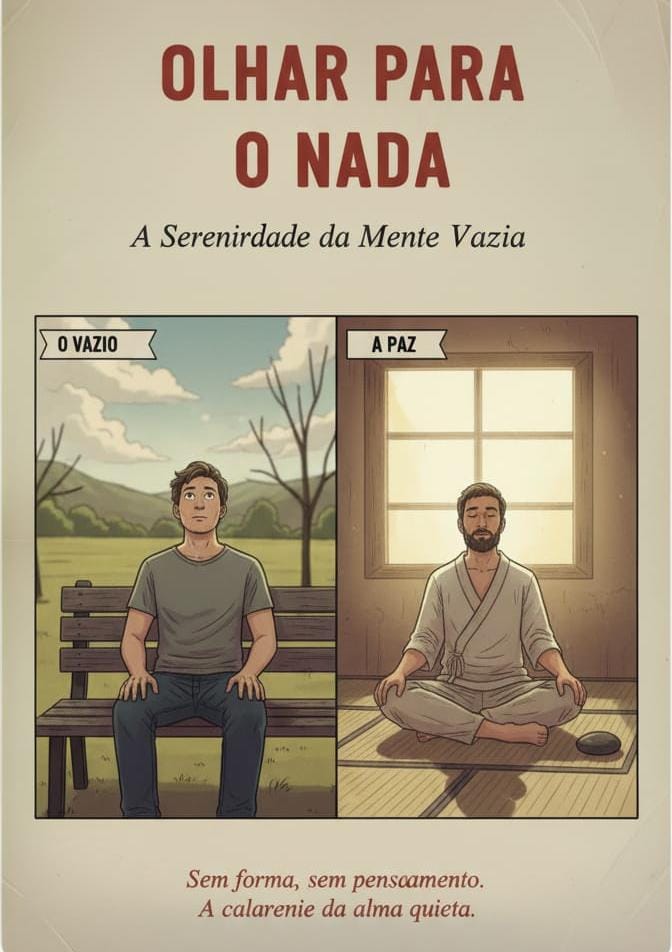 OLHAR PARA
O NADA
A Serenirdade da Mente Vazia
O VAZIO
A PAZ
Sem forma, sem pensoamento.
A calarenie da alma quieta.